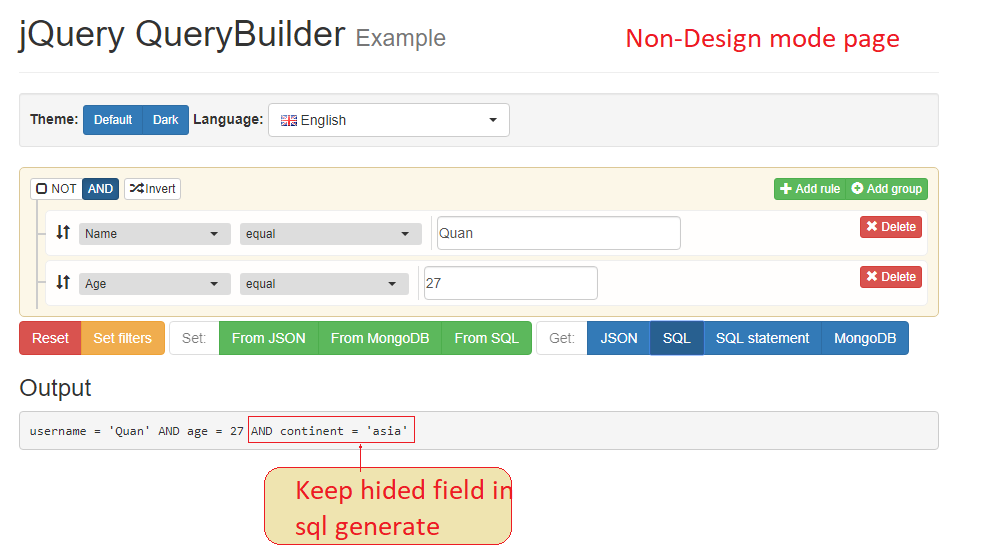 jQuery QueryBuilder Example
Non-Design mode page
Theme: Default Dark Language: English
NOT AND Invert Add rule Add group
Name equal Quan Delete
Age equal 27 Delete
Reset Set filters Set: From JSON From MongoDB From SQL Get: JSON SQL SQL statement MongoDB
Output
username = 'Quan' AND age = 27 AND continent = 'asia'
Keep hided field in
sql generate